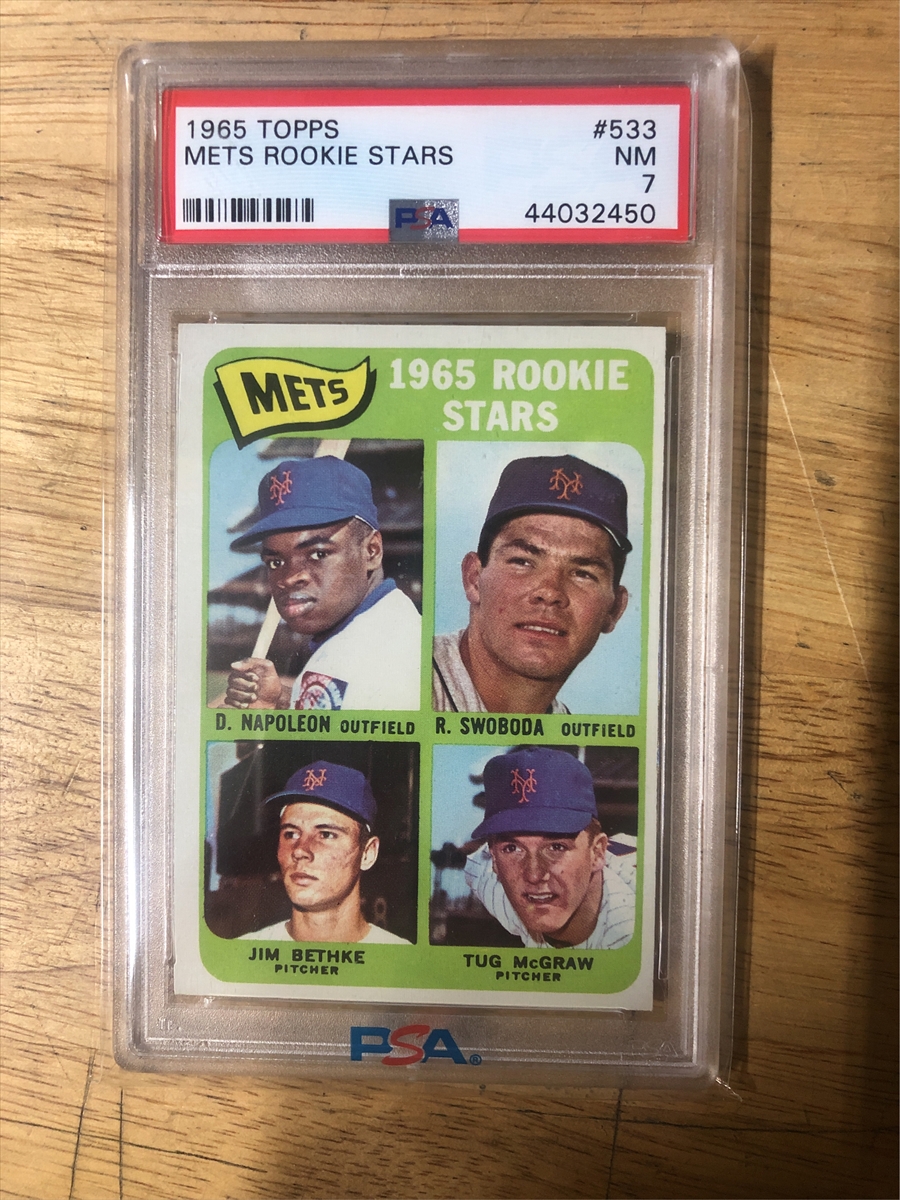 1965 TOPPS #533
METS ROOKIE STARS NM
7
PSA 44032450
METS 1965 ROOKIE
STARS
D. NAPOLEON OUTFIELD R. SWOBODA OUTFIELD
JIM BETHKE TUG McGRAW
PITCHER PITCHER
PSA®